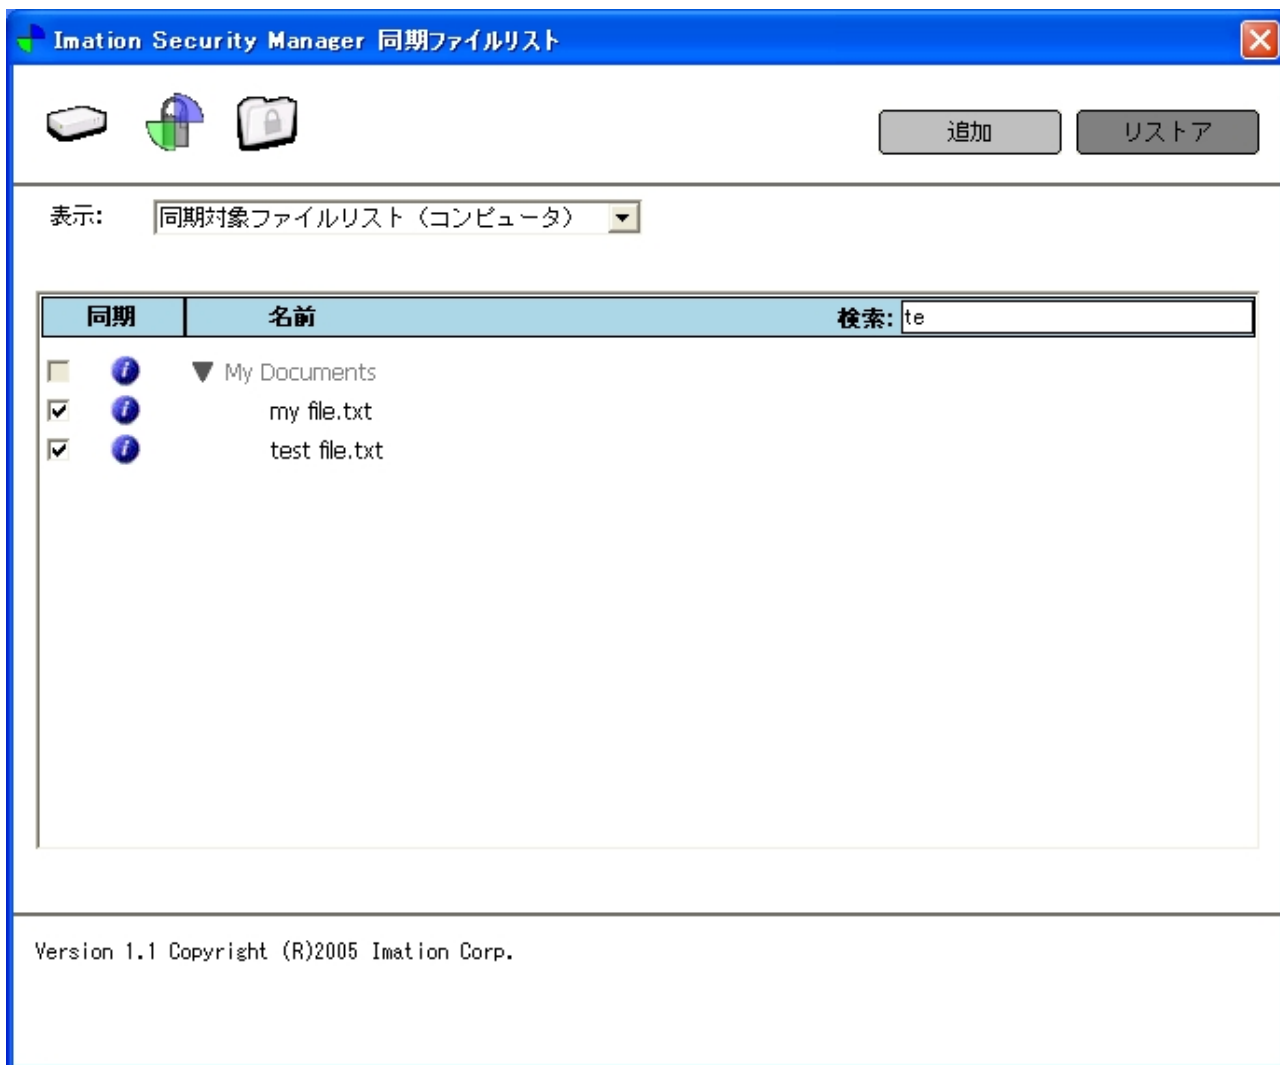 Imation Security Manager 同期ファイルリスト
追加 リストア
表示: 同期対象ファイルリスト（コンピュータ）
同期 名前 検索: te
My Documents
my file.txt
test file.txt
Version 1.1 Copyright (R)2005 Imation Corp.